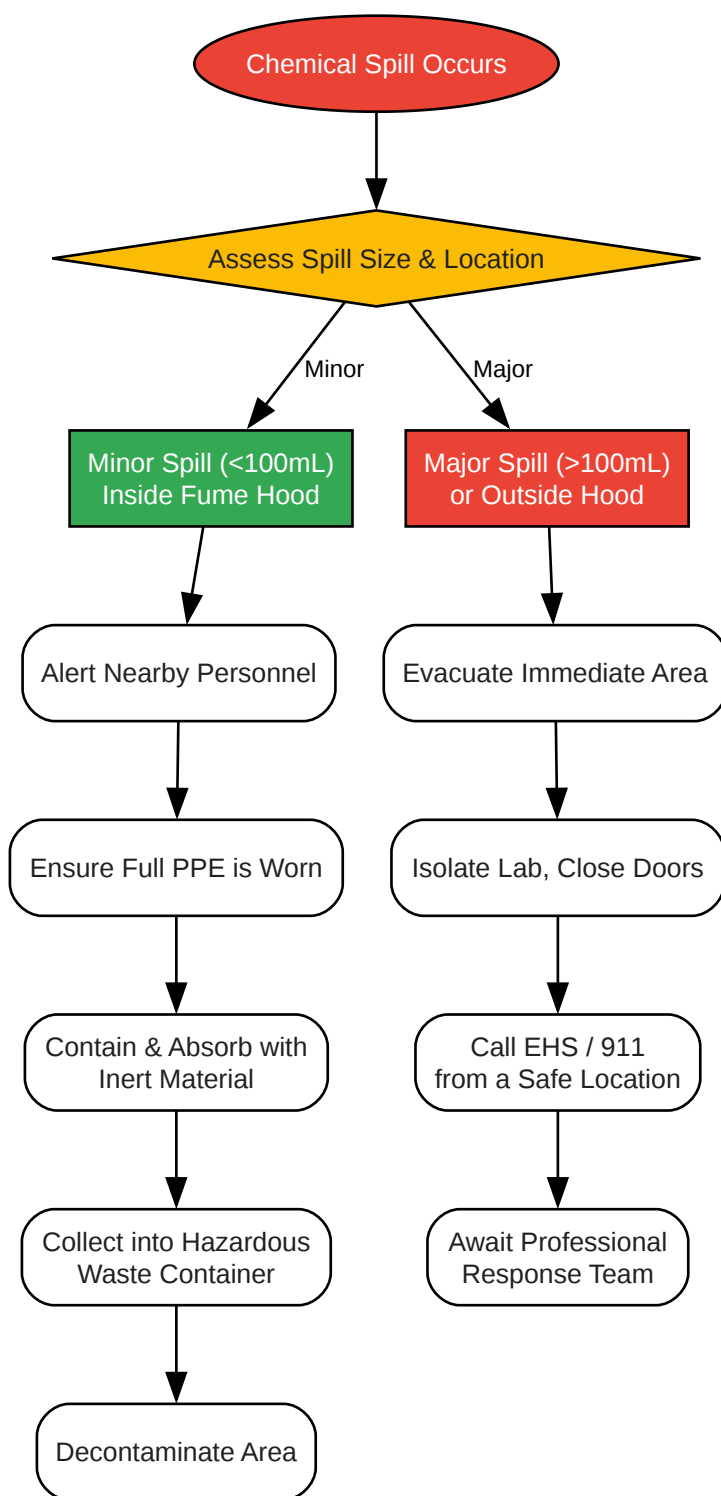 Chemical Spill Occurs
Assess Spill Size & Location
Minor
Major
Minor Spill (<100mL)
Inside Fume Hood
Major Spill (>100mL)
or Outside Hood
Alert Nearby Personnel
Evacuate Immediate Area
Ensure Full PPE is Worn
Isolate Lab, Close Doors
Contain & Absorb with
Inert Material
Call EHS / 911
from a Safe Location
Collect into Hazardous
Waste Container
Await Professional
Response Team
Decontaminate Area